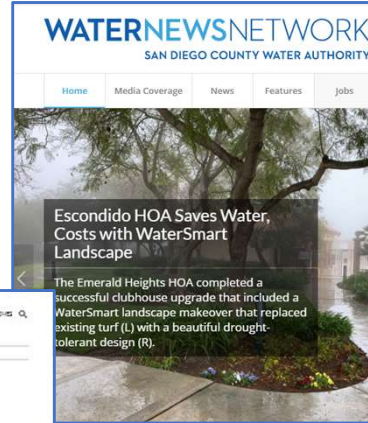 WATERNEWSNETWORK
SAN DIEGO COUNTY WATER AUTHORITY
Home Media Coverage News Features Jobs
Escondido HOA Saves Water,
Costs with WaterSmart
Landscape
The Emerald Heights HOA completed a
successful clubhouse upgrade that included a
WaterSmart landscape makeover that replaced
existing turf (L) with a beautiful drought-
tolerant design (R).